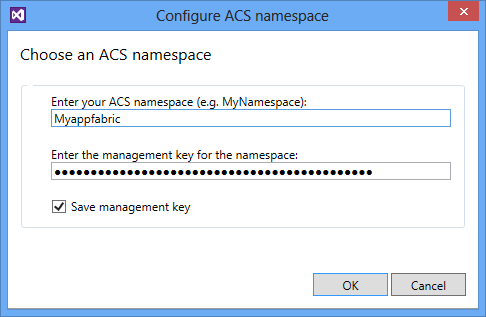 Configure ACS namespace
Choose an ACS namespace
Enter your ACS namespace (e.g. MyNamespace):
Myappfabric
Enter the management key for the namespace:
●●●●●●●●●●●●●●●●●●●●●●●●●●●●●●●●●●●●●●●●●●●●
Save management key
OK Cancel